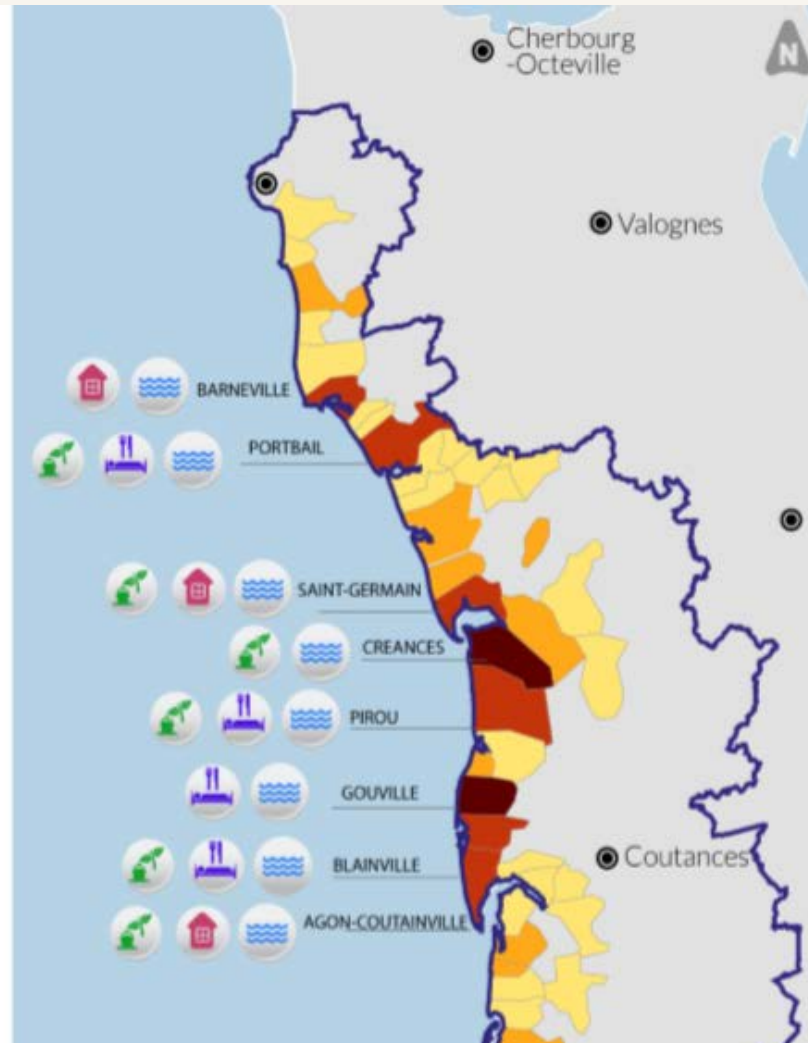 Cherbourg
-Octeville
N
Valognes
BARNEVILLE
PORTBAIL
SAINT-GERMAIN
CREANCES
PIROU
GOUVILLE
Coutances
BLAINVILLE
AGON-COUTAINVILLE